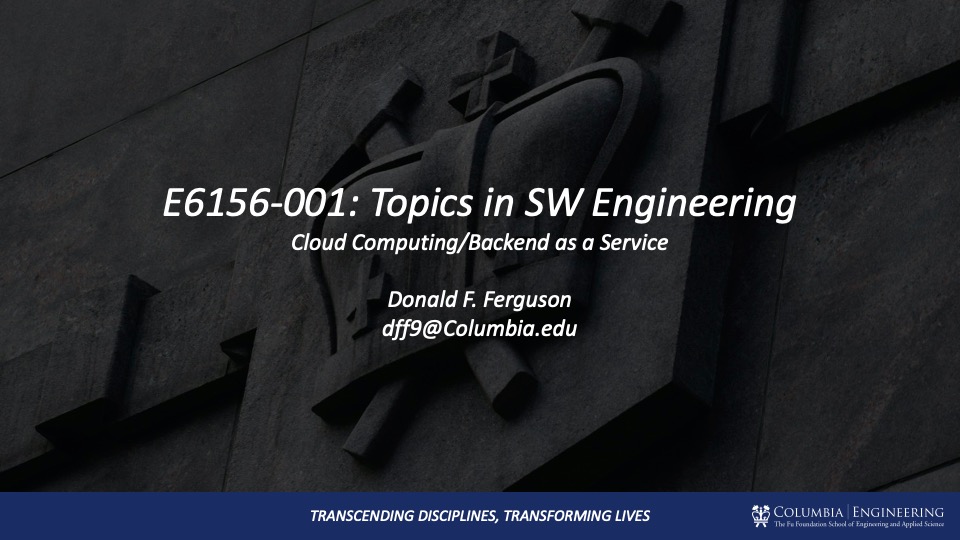 E6156-001: Topics in SW Engineering
Cloud Computing/Backend as a Service
Donald F. Ferguson
dff9@Columbia.edu
TRANSCENDING DISCIPLINES, TRANSFORMING LIVES
COLUMBIA | ENGINEERING
The Fu Foundation School of Engineering and Applied Science